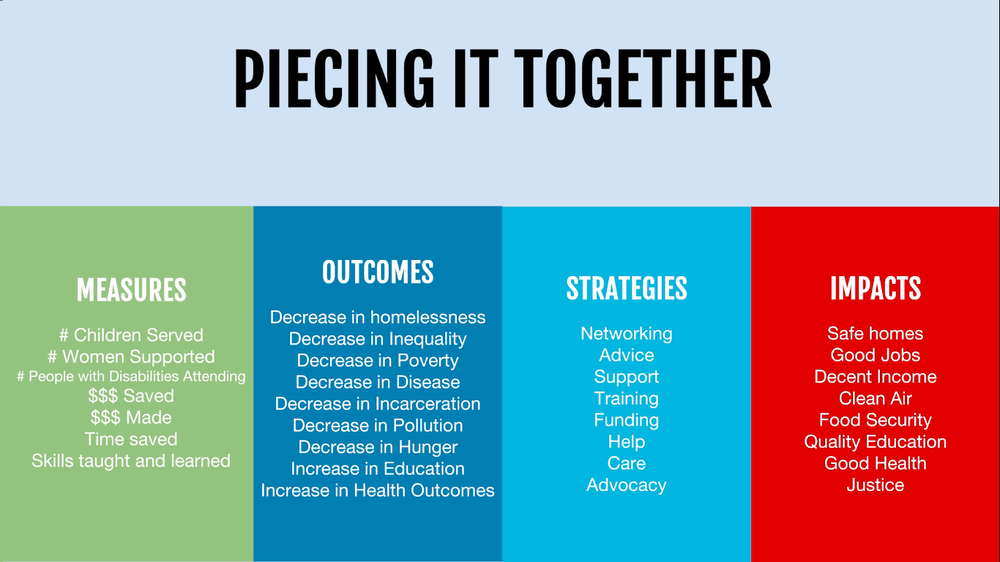 PIECING IT TOGETHER
MEASURES
# Children Served
# Women Supported
# People with Disabilities Attending
$$$ Saved
$$$ Made
Time saved
Skills taught and learned
OUTCOMES
Decrease in homelessness
Decrease in Inequality
Decrease in Poverty
Decrease in Disease
Decrease in Incarceration
Decrease in Pollution
Decrease in Hunger
Increase in Education
Increase in Health Outcomes
STRATEGIES
Networking
Advice
Support
Training
Funding
Help
Care
Advocacy
IMPACTS
Safe homes
Good Jobs
Decent Income
Clean Air
Food Security
Quality Education
Good Health
Justice